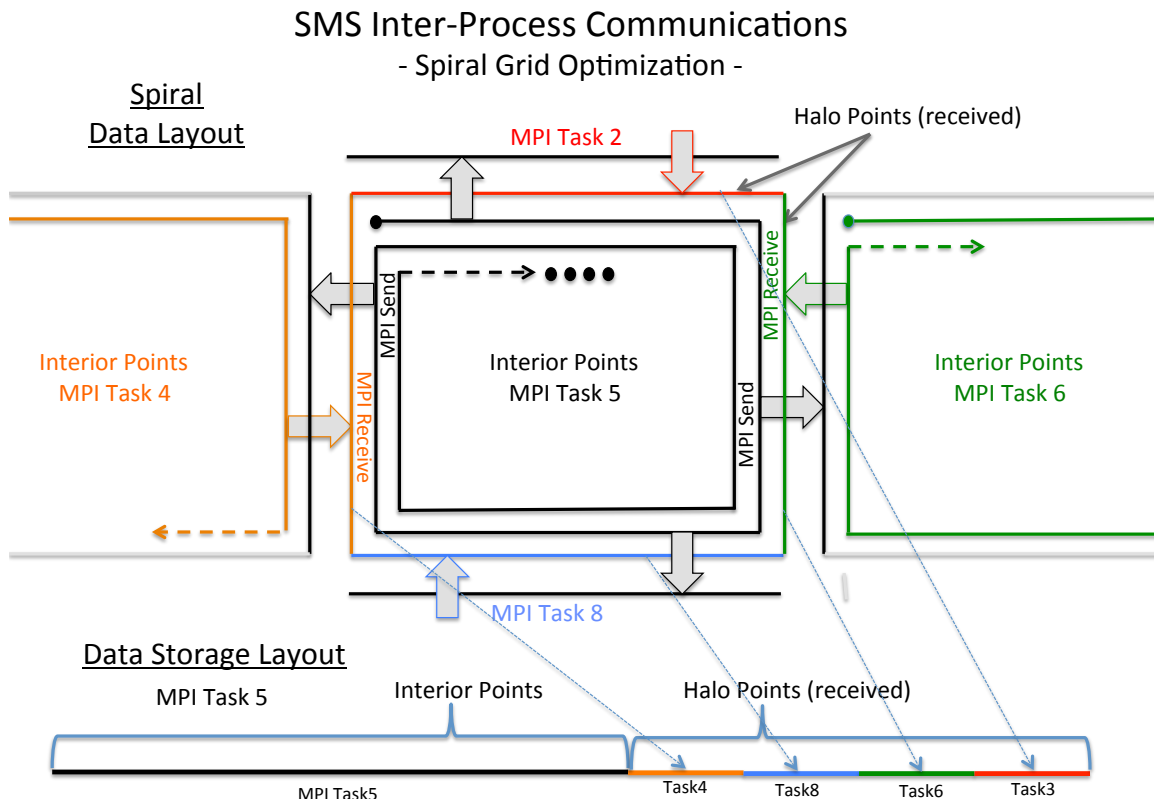 SMS Inter-Process Communications
- Spiral Grid Optimization -
Spiral
Data Layout
Halo Points (received)
MPI Task 2
MPI Send
MPI Receive
Interior Points
MPI Task 4
MPI Receive
Interior Points
MPI Task 5
MPI Send
Interior Points
MPI Task 6
MPI Task 8
Data Storage Layout
MPI Task 5
Interior Points
Halo Points (received)
MPI Task5
Task4
Task8
Task6
Task3